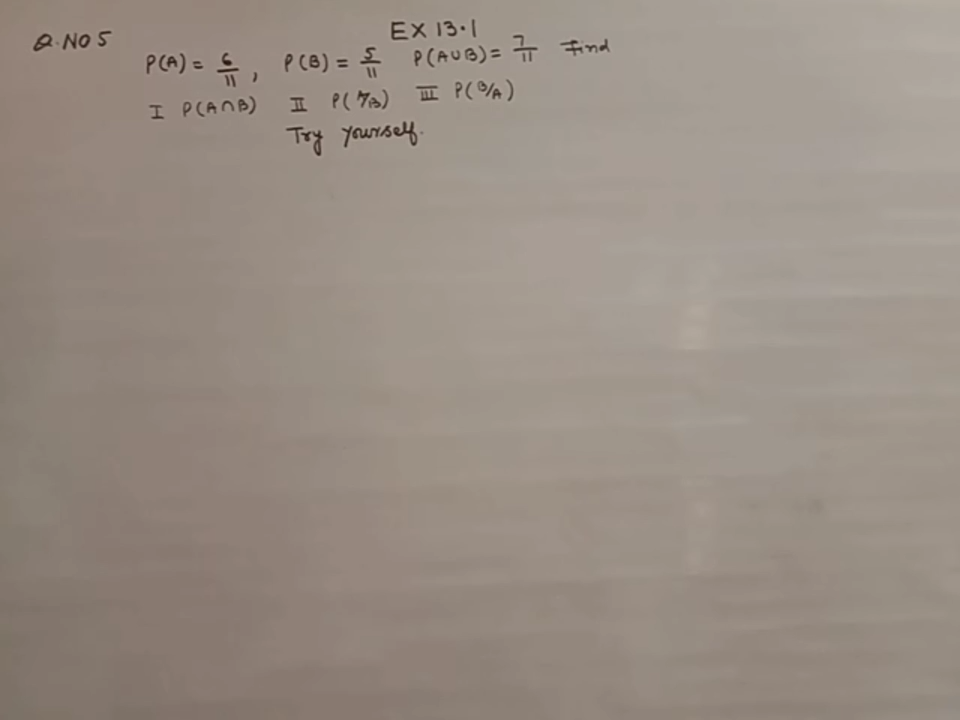 EX 13.1
Q.NO 5
P(A) = 6/11, P(B) = 5/11 P(A∪B) = 7/11 Find
I P(A∩B) II P(A/B) III P(B/A)
Try yourself.